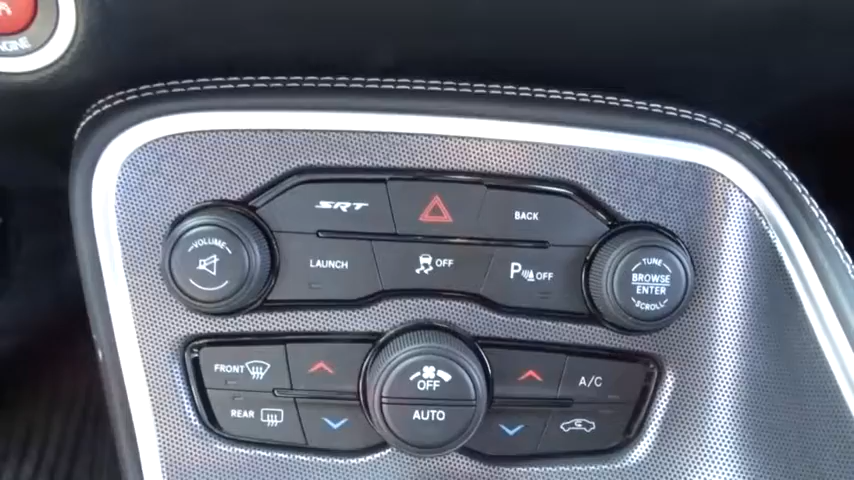 ENGINE
SRT
BACK
VOLUME
LAUNCH
OFF
P OFF
TUNE
BROWSE
ENTER
SCROLL
FRONT
OFF
A/C
REAR
AUTO